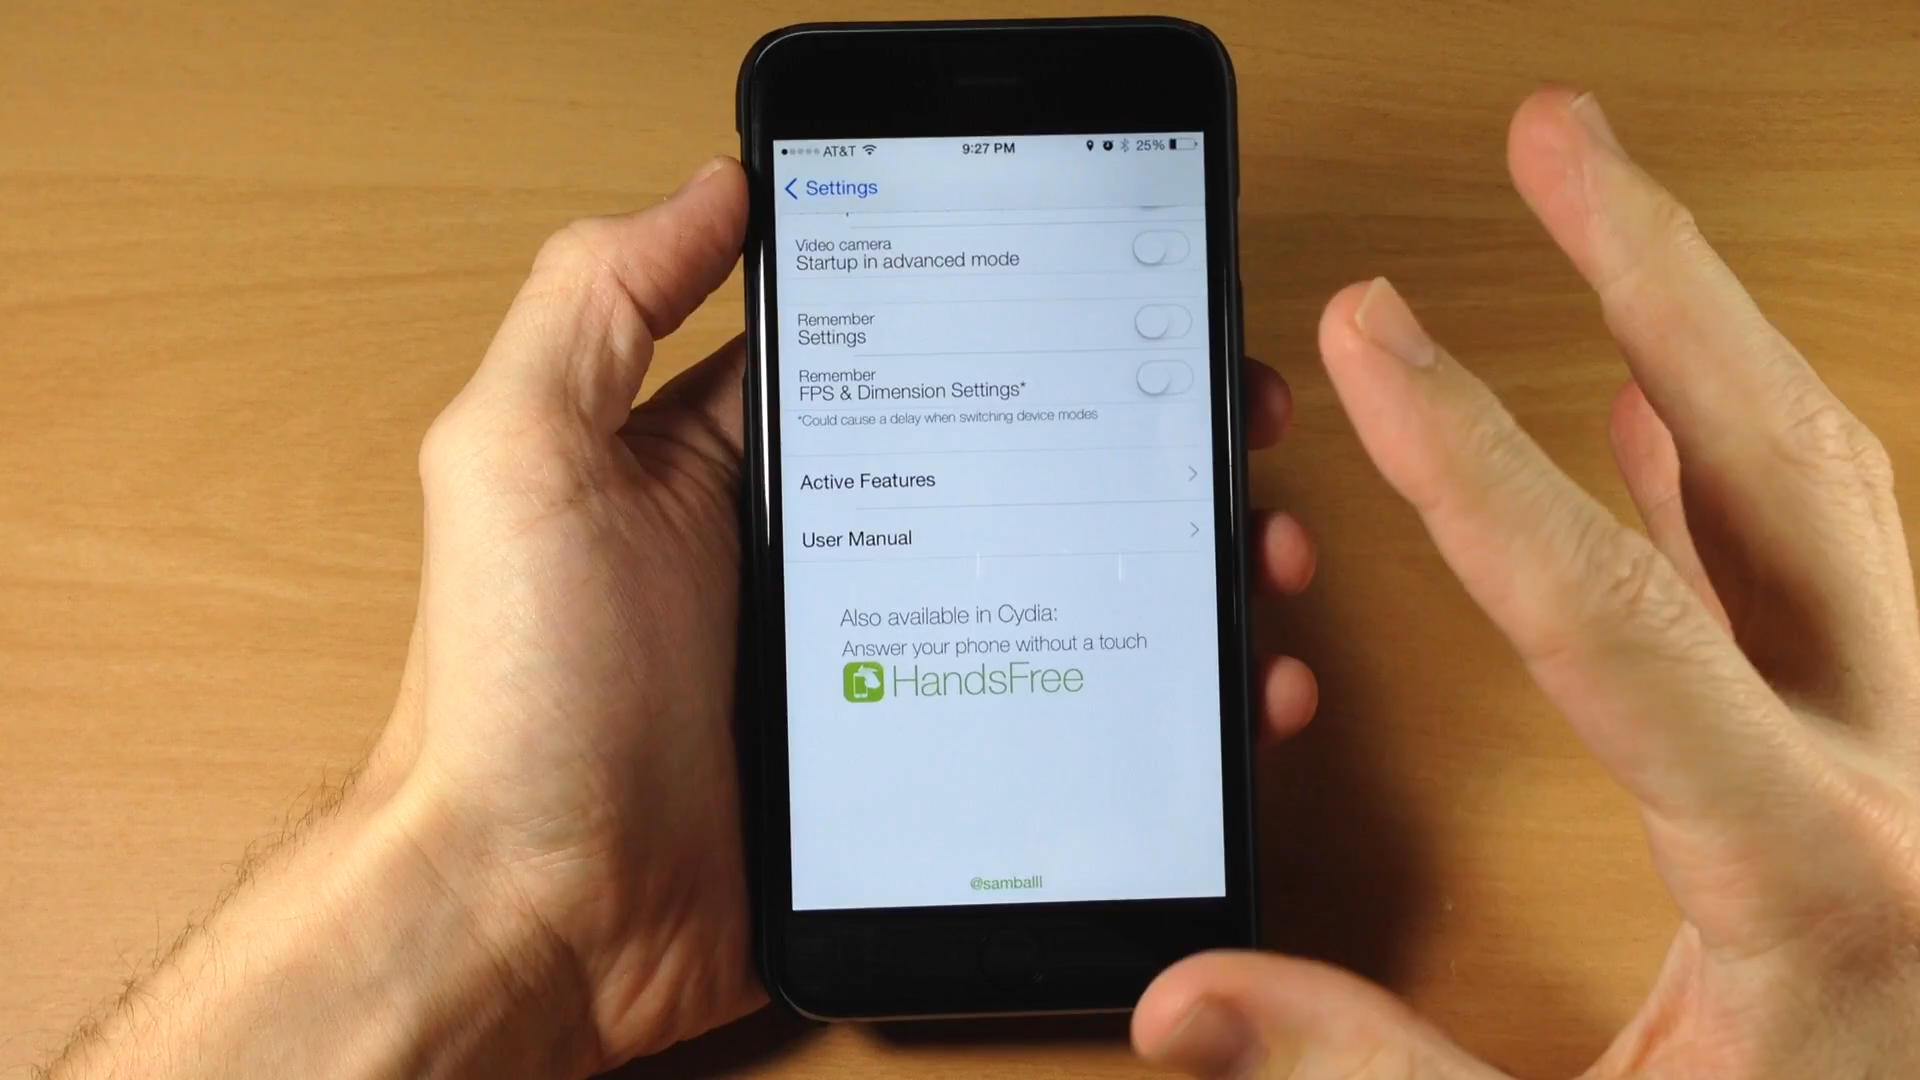 AT&T 9:27 PM 25%
Settings
Video camera
Startup in advanced mode
Remember
Settings
Remember
FPS & Dimension Settings*
*Could cause a delay when switching device modes
Active Features
User Manual
Also available in Cydia:
Answer your phone without a touch
HandsFree
@samballl